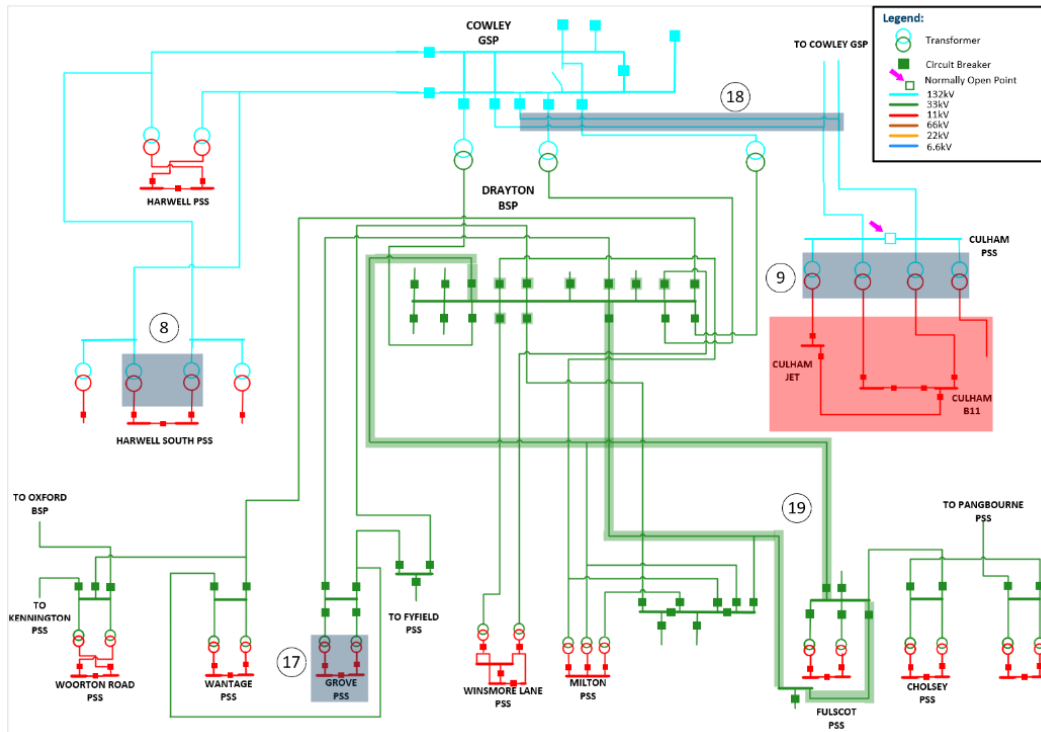 COWLEY
GSP
TO COWLEY GSP
Legend:
Transformer
Circuit Breaker
Normally Open Point
132kV
33kV
11kV
66kV
22kV
6.6kV
18
HARWELL PSS
DRAYTON
BSP
CULHAM
PSS
9
8
CULHAM
JET
CULHAM
B11
HARWELL SOUTH PSS
TO OXFORD
BSP
19
TO PANGBOURNE
PSS
TO
KENNINGTON
PSS
TO FYFIELD
PSS
17
WOORTON ROAD
PSS
WANTAGE
PSS
GROVE
PSS
WINSMORE LANE
PSS
MILTON
PSS
FULSCOT
PSS
CHOLSEY
PSS
PSS